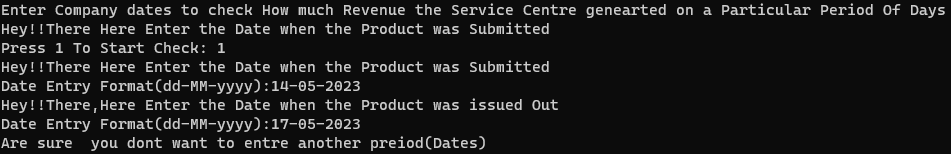 Enter Company dates to check How much Revenue the Service Centre genearted on a Particular Period Of Days
Hey!!There Here Enter the Date when the Product was Submitted
Press 1 To Start Check: 1
Hey!!There Here Enter the Date when the Product was Submitted
Date Entry Format(dd-MM-yyyy):14-05-2023
Hey!!There,Here Enter the Date when the Product was issued Out
Date Entry Format(dd-MM-yyyy):17-05-2023
Are sure  you dont want to entre another preiod(Dates)